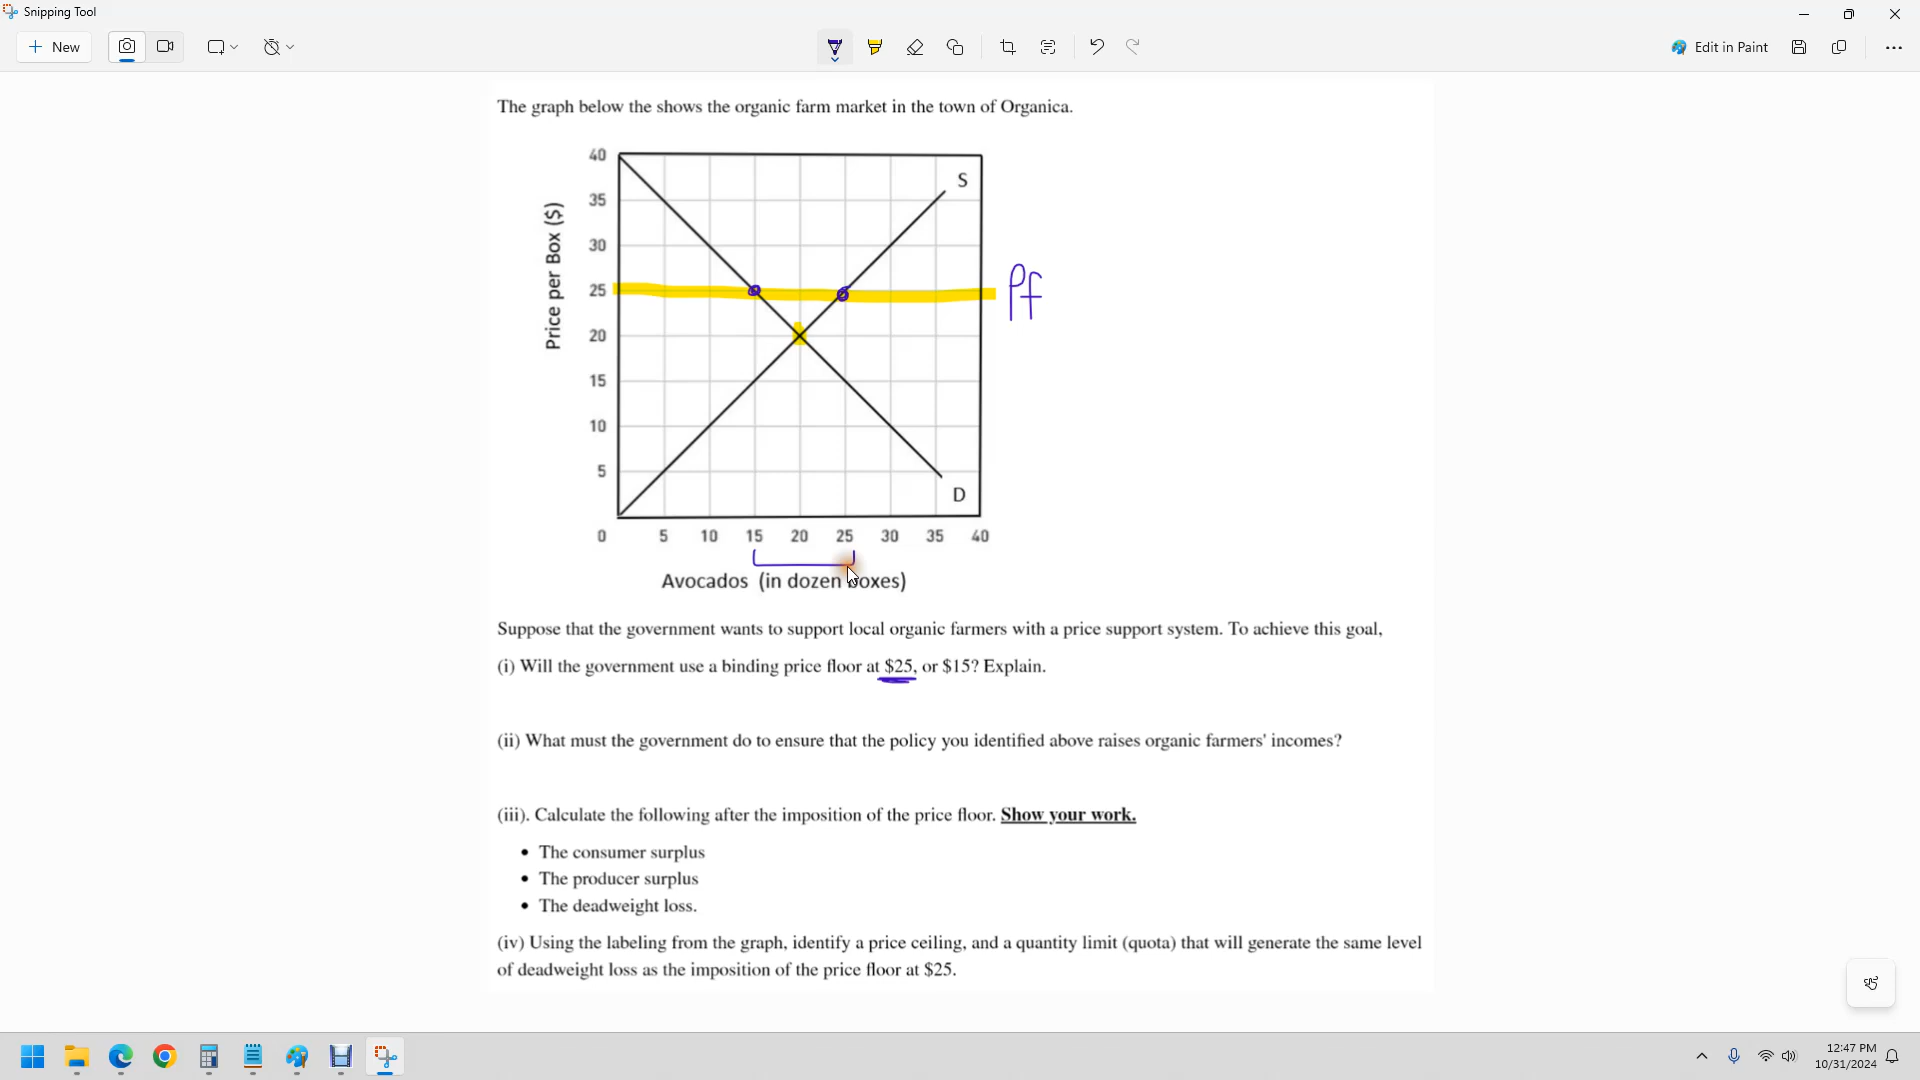 Snipping Tool
New
Edit in Paint
The graph below the shows the organic farm market in the town of Organica.
Price per Box ($)
40
35
30
25
20
15
10
5
S
D
Pf
0 5 10 15 20 25 30 35 40
Avocados (in dozen boxes)
Suppose that the government wants to support local organic farmers with a price support system. To achieve this goal,
(i) Will the government use a binding price floor at $25, or $15? Explain.
(ii) What must the government do to ensure that the policy you identified above raises organic farmers' incomes?
(iii). Calculate the following after the imposition of the price floor. Show your work.
• The consumer surplus
• The producer surplus
• The deadweight loss.
(iv) Using the labeling from the graph, identify a price ceiling, and a quantity limit (quota) that will generate the same level
of deadweight loss as the imposition of the price floor at $25.
12:47 PM
10/31/2024